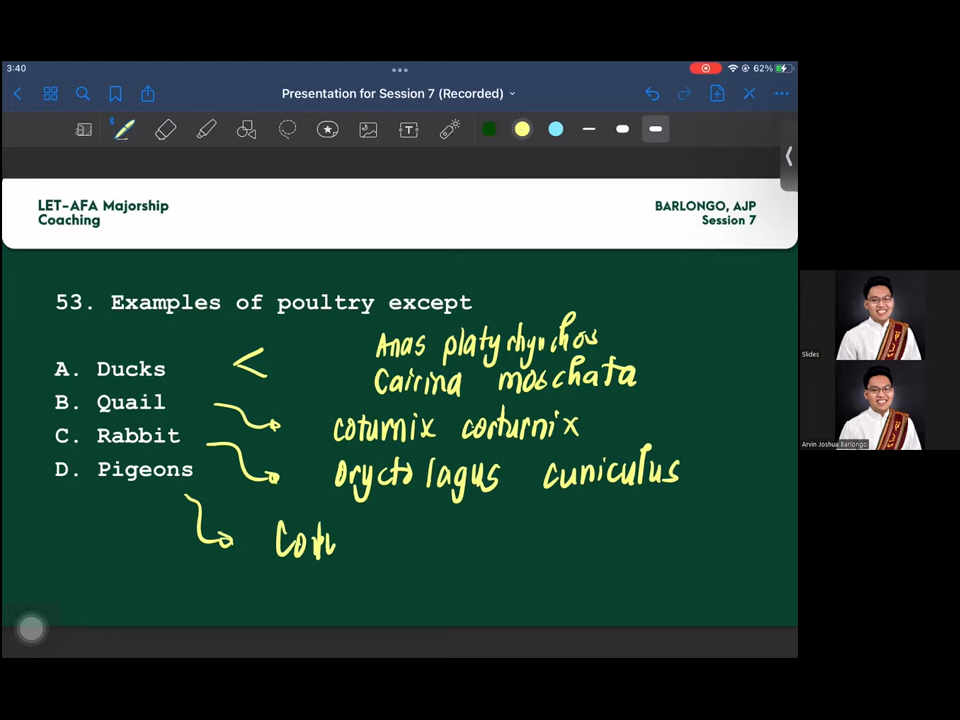 3:40
62%
Presentation for Session 7 (Recorded)
LET-AFA Majorship
Coaching
BARLONGO, AJP
Session 7
53. Examples of poultry except
A. Ducks
Anas platyrhynchos
Cairina moschata
B. Quail
coturnix corturnix
C. Rabbit
oryctolagus cuniculus
D. Pigeons
Slides
Arvin Joshua Barlongo